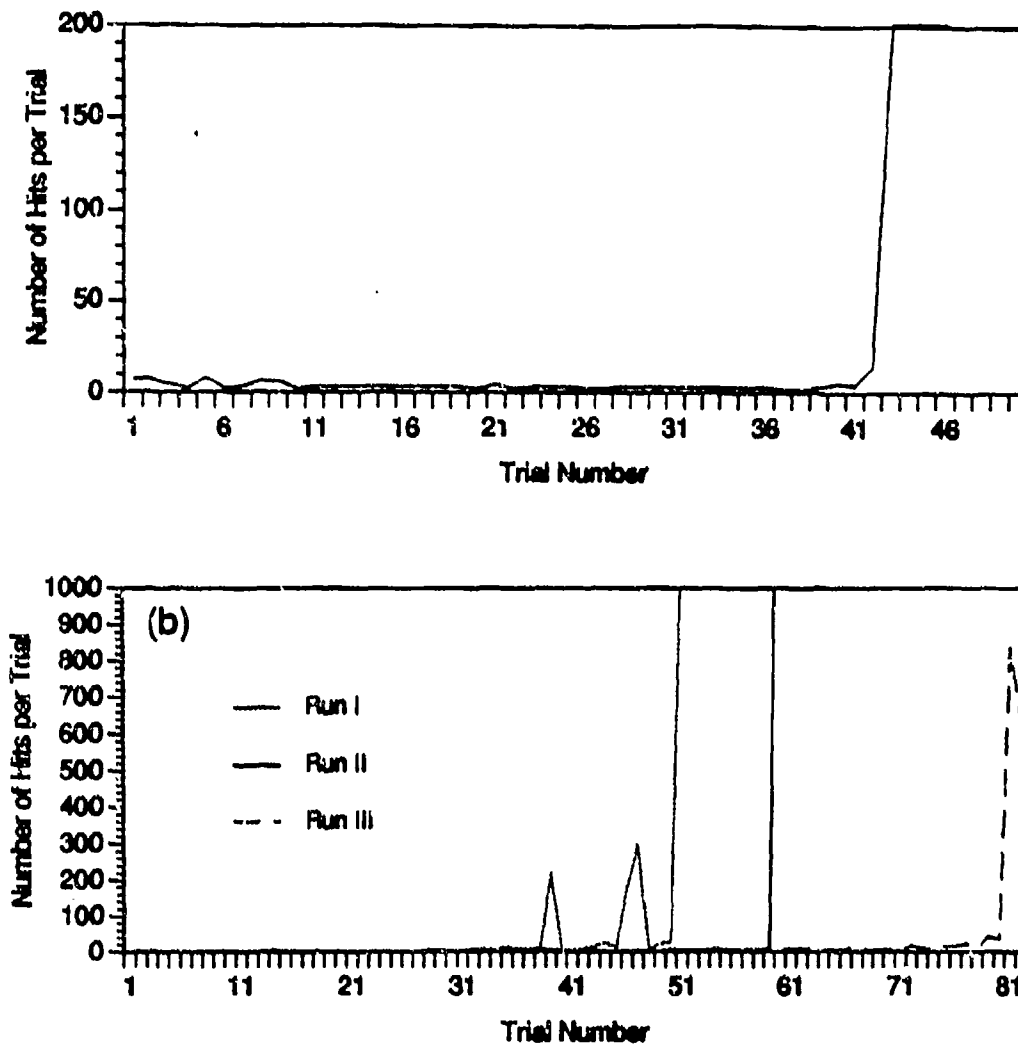 Number of Hits per Trial
200
150
100
50
0
1 6 11 16 21 26 31 36 41 46
Trial Number
(b)
Number of Hits per Trial
1000
900
800
700
600
500
400
300
200
100
0
Run I
Run II
Run III
1 11 21 31 41 51 61 71 81
Trial Number